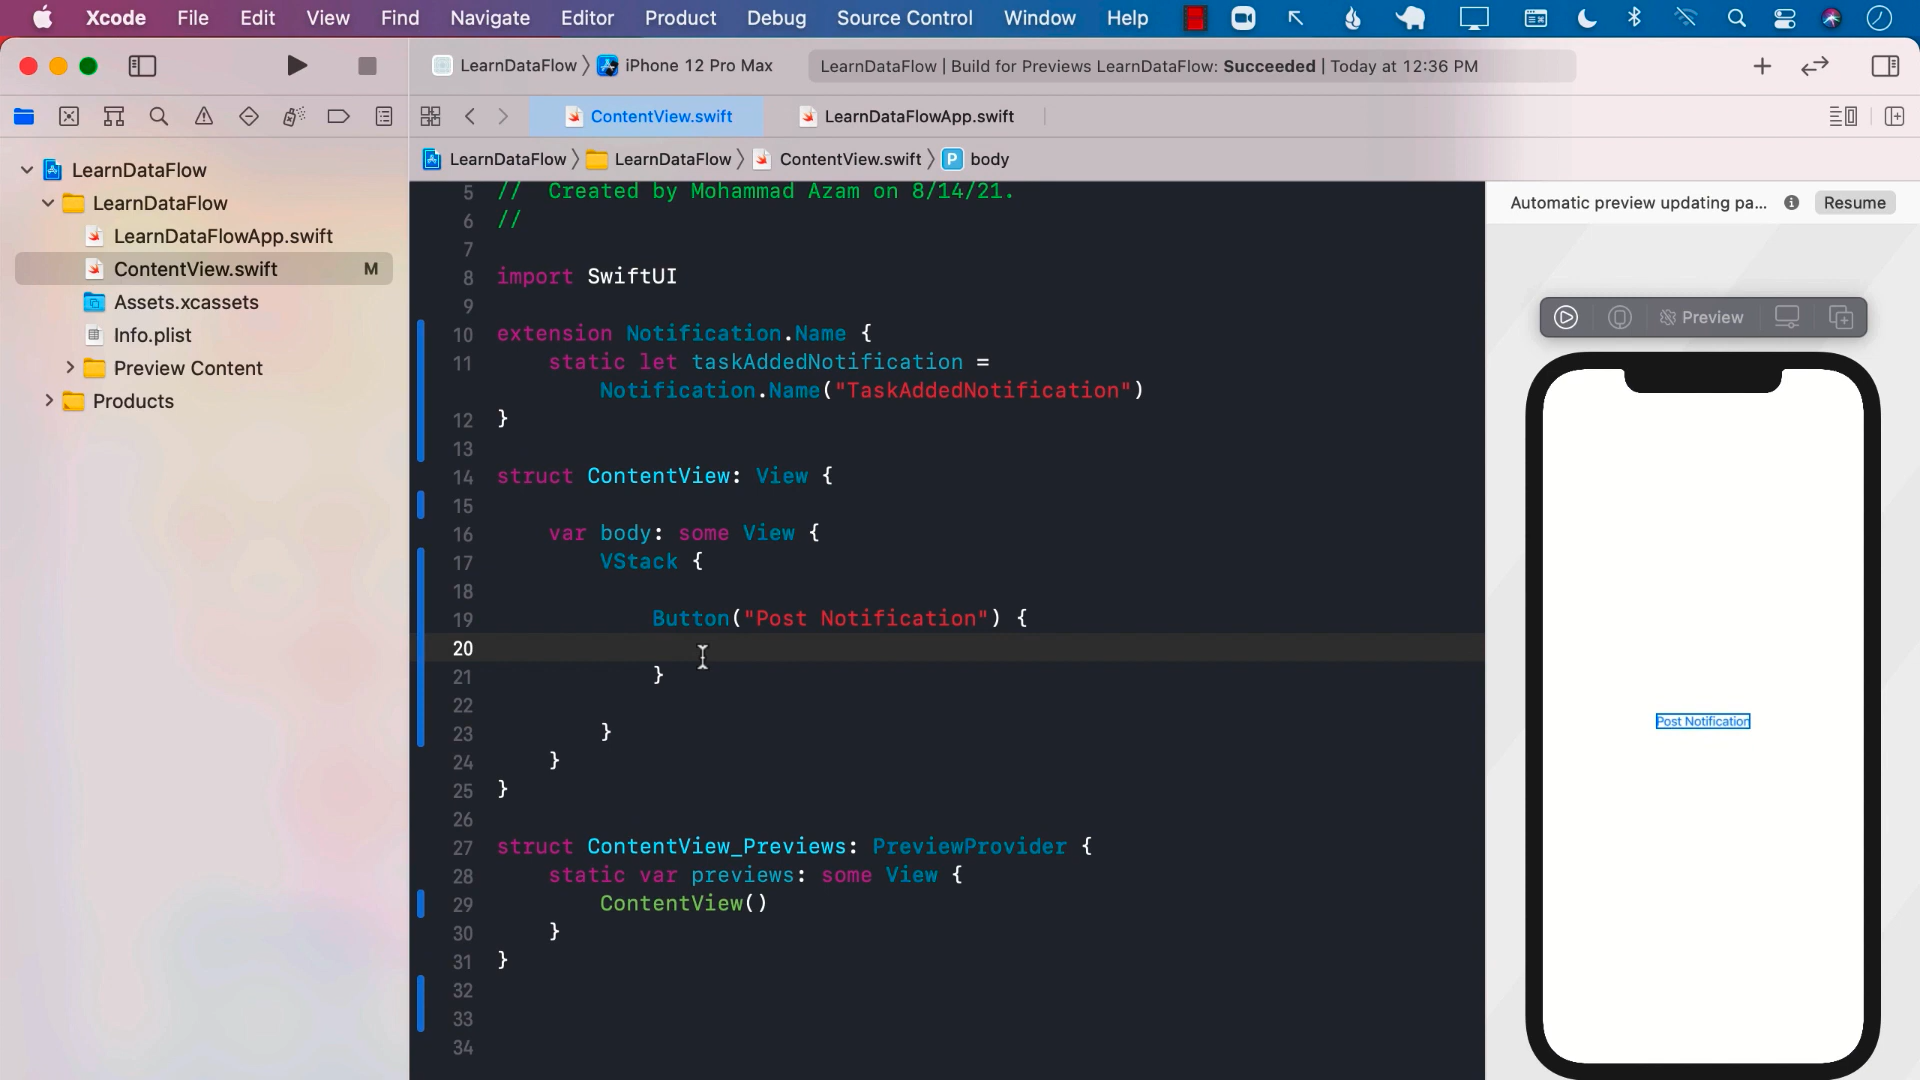 Xcode File Edit View Find Navigate Editor Product Debug Source Control Window Help
LearnDataFlow iPhone 12 Pro Max LearnDataFlow | Build for Previews LearnDataFlow: Succeeded | Today at 12:36 PM
ContentView.swift LearnDataFlowApp.swift
LearnDataFlow LearnDataFlow ContentView.swift P body
LearnDataFlow
LearnDataFlow
LearnDataFlowApp.swift
ContentView.swift M
Assets.xcassets
Info.plist
Preview Content
Products
5 //  Created by Mohammad Azam on 8/14/21.
6 //
7
8 import SwiftUI
9
10 extension Notification.Name {
11     static let taskAddedNotification =
        Notification.Name("TaskAddedNotification")
12 }
13
14 struct ContentView: View {
15
16     var body: some View {
17         VStack {
18
19             Button("Post Notification") {
20
21             }
22
23         }
24     }
25 }
26
27 struct ContentView_Previews: PreviewProvider {
28     static var previews: some View {
29         ContentView()
30     }
31 }
32
33
34
Automatic preview updating pa... Resume
Preview
Post Notification